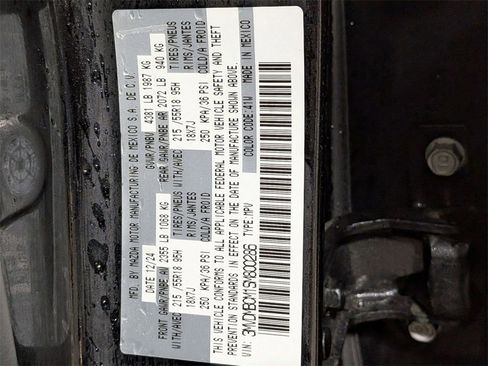 MFD. BY MAZDA MOTOR MANUFACTURING DE MEXICO S.A. DE C.V.
DATE 12/24 GVWR/PNBV 4381 LB 1987 KG
FRONT GAWR/PNBE AV 2355 LB 1068 KG REAR GAWR/PNBE AR 2072 LB 940 KG
WITH/AVEC 215/55R18 95H TIRES/PNEUS WITH/AVEC 215/55R18 95H TIRES/PNEUS
18X7J RIMS/JANTES 18X7J RIMS/JANTES
250 KPA/36 PSI COLD/A FROID 250 KPA/36 PSI COLD/A FROID
THIS VEHICLE CONFORMS TO ALL APPLICABLE FEDERAL MOTOR VEHICLE SAFETY AND THEFT
PREVENTION STANDARDS IN EFFECT ON THE DATE OF MANUFACTURE SHOWN ABOVE.
COLOR CODE:41W MADE IN MEXICO
VIN: TYPE:MPV